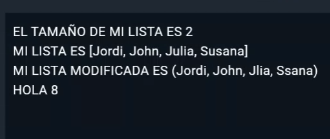 EL TAMAÑO DE MI LISTA ES 2
MI LISTA ES [Jordi, John, Julia, Susana]
MI LISTA MODIFICADA ES (Jordi, John, Jlia, Ssana)
HOLA 8